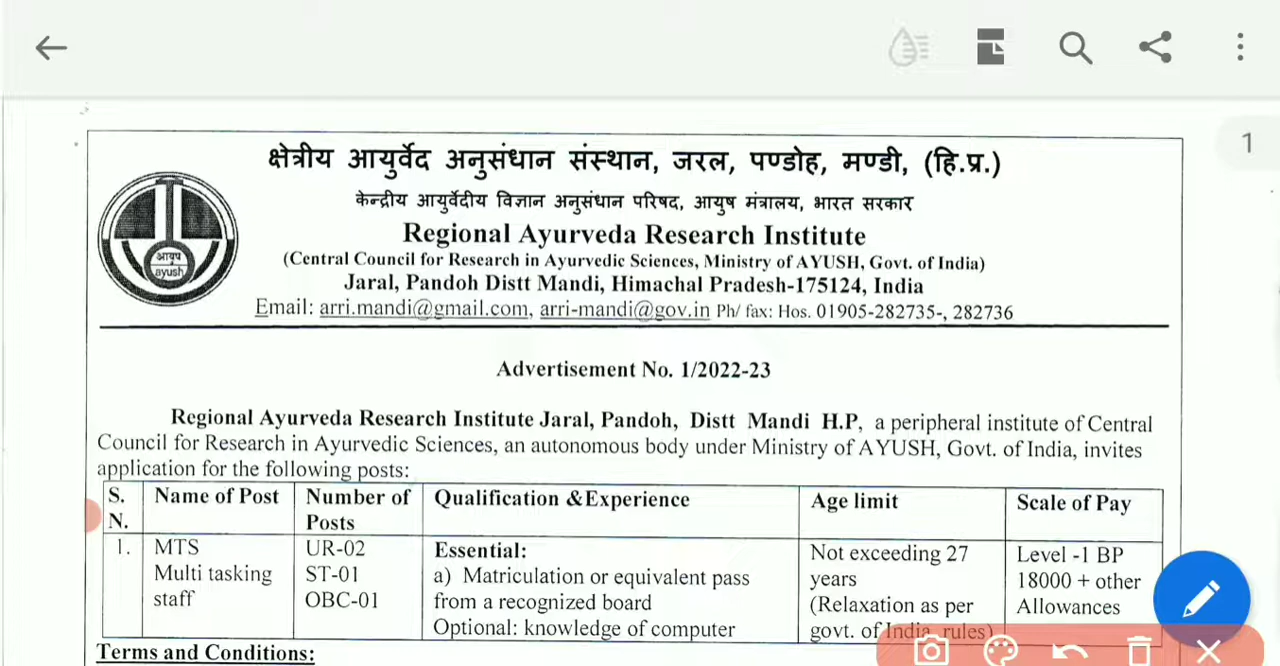 1
क्षेत्रीय आयुर्वेद अनुसंधान संस्थान, जरल, पण्डोह, मण्डी, (हि.प्र.)
केन्द्रीय आयुर्वेदीय विज्ञान अनुसंधान परिषद, आयुष मंत्रालय, भारत सरकार
Regional Ayurveda Research Institute
(Central Council for Research in Ayurvedic Sciences, Ministry of AYUSH, Govt. of India)
Jaral, Pandoh Distt Mandi, Himachal Pradesh-175124, India
Email: arri.mandi@gmail.com, arri-mandi@gov.in Ph/ fax: Hos. 01905-282735-, 282736
आयुष
ayush
Advertisement No. 1/2022-23
Regional Ayurveda Research Institute Jaral, Pandoh, Distt Mandi H.P, a peripheral institute of Central
Council for Research in Ayurvedic Sciences, an autonomous body under Ministry of AYUSH, Govt. of India, invites
application for the following posts:
S. N. Name of Post Number of Posts Qualification &Experience Age limit Scale of Pay
1. MTS UR-02 Essential: Not exceeding 27 Level -1 BP
Multi tasking ST-01 a) Matriculation or equivalent pass years 18000 + other
staff OBC-01 from a recognized board (Relaxation as per Allowances
Optional: knowledge of computer govt. of India rules)
Terms and Conditions: